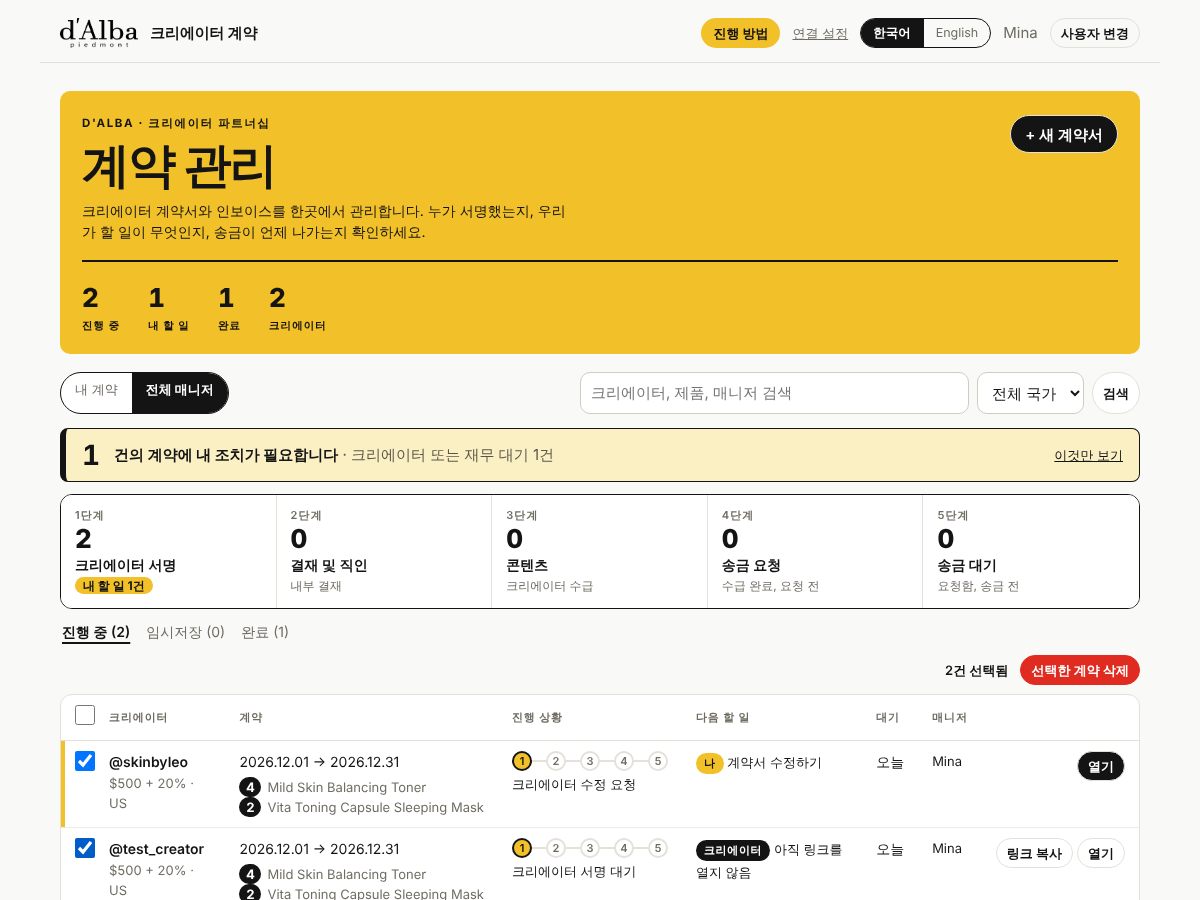 d'Alba
piedmont
크리에이터 계약
진행 방법
연결 설정
한국어
English
Mina
사용자 변경
D'ALBA · 크리에이터 파트너십
+ 새 계약서
계약 관리
크리에이터 계약서와 인보이스를 한곳에서 관리합니다. 누가 서명했는지, 우리
가 할 일이 무엇인지, 송금이 언제 나가는지 확인하세요.
2 1 1 2
진행 중 내 할 일 완료 크리에이터
내 계약
전체 매니저
크리에이터, 제품, 매니저 검색
전체 국가
검색
1 건의 계약에 내 조치가 필요합니다 · 크리에이터 또는 재무 대기 1건
이것만 보기
1단계 2단계 3단계 4단계 5단계
2 0 0 0 0
크리에이터 서명 결재 및 직인 콘텐츠 송금 요청 송금 대기
내 할 일 1건 내부 결재 크리에이터 수급 수급 완료, 요청 전 요청함, 송금 전
진행 중 (2) 임시저장 (0) 완료 (1)
2건 선택됨 선택한 계약 삭제
크리에이터 계약 진행 상황 다음 할 일 대기 매니저
@skinbyleo 2026.12.01 → 2026.12.31 1 2 3 4 5 나 계약서 수정하기 오늘 Mina 열기
$500 + 20% · 4 Mild Skin Balancing Toner 크리에이터 수정 요청
US 2 Vita Toning Capsule Sleeping Mask
@test_creator 2026.12.01 → 2026.12.31 1 2 3 4 5 크리에이터 아직 링크를 오늘 Mina 링크 복사 열기
$500 + 20% · 4 Mild Skin Balancing Toner 크리에이터 서명 대기 열지 않음
US 2 Vita Toning Capsule Sleeping Mask